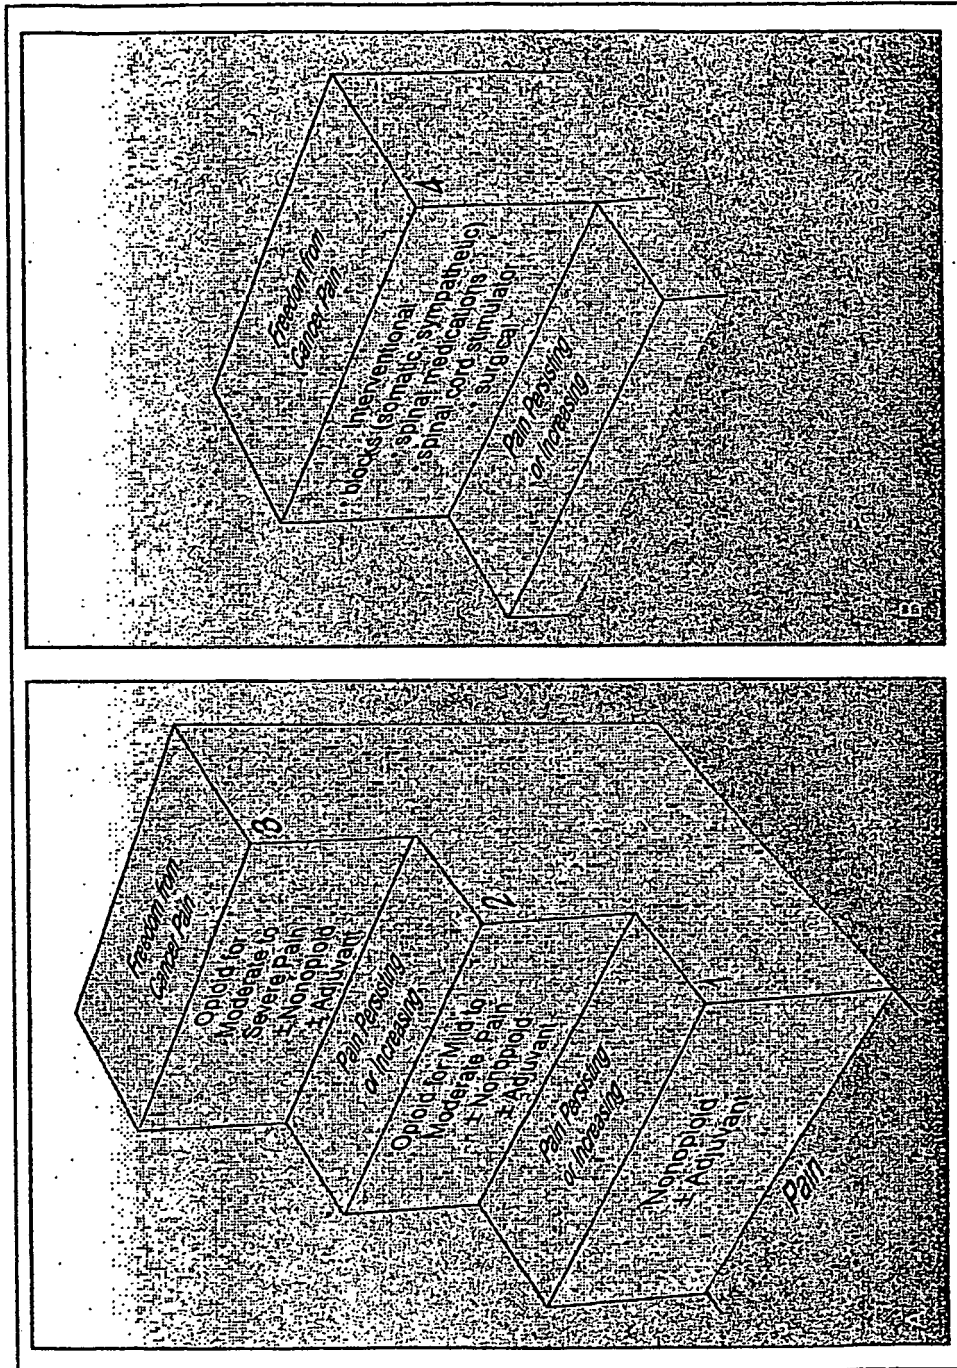 Freedom from
Cancer Pain
3
Opioid for
Moderate to
Severe Pain
± Nonopioid
± Adjuvant
Pain Persisting
or Increasing
2
Opioid for Mild to
Moderate Pain
± Nonopioid
± Adjuvant
Pain Persisting
or Increasing
1
Nonopioid
± Adjuvant
Pain
A
Freedom from
Cancer Pain
4
Interventional
" blocks (somatic, sympathetic)
" spinal medications
" spinal cord stimulator
" surgical
Pain Persisting
or Increasing
B